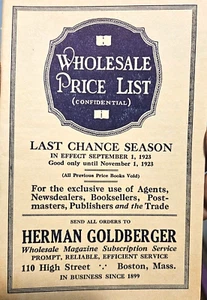 WHOLESALE
PRICE LIST
(CONFIDENTIAL)
LAST CHANCE SEASON
IN EFFECT SEPTEMBER 1, 1923
Good only until November 1, 1923
(All Previous Price Books Void)
For the exclusive use of Agents,
Newsdealers, Booksellers, Post-
masters, Publishers and the Trade
SEND ALL ORDERS TO
HERMAN GOLDBERGER
Wholesale Magazine Subscription Service
PROMPT, RELIABLE, EFFICIENT SERVICE
110 High Street Boston, Mass.
IN BUSINESS SINCE 1899